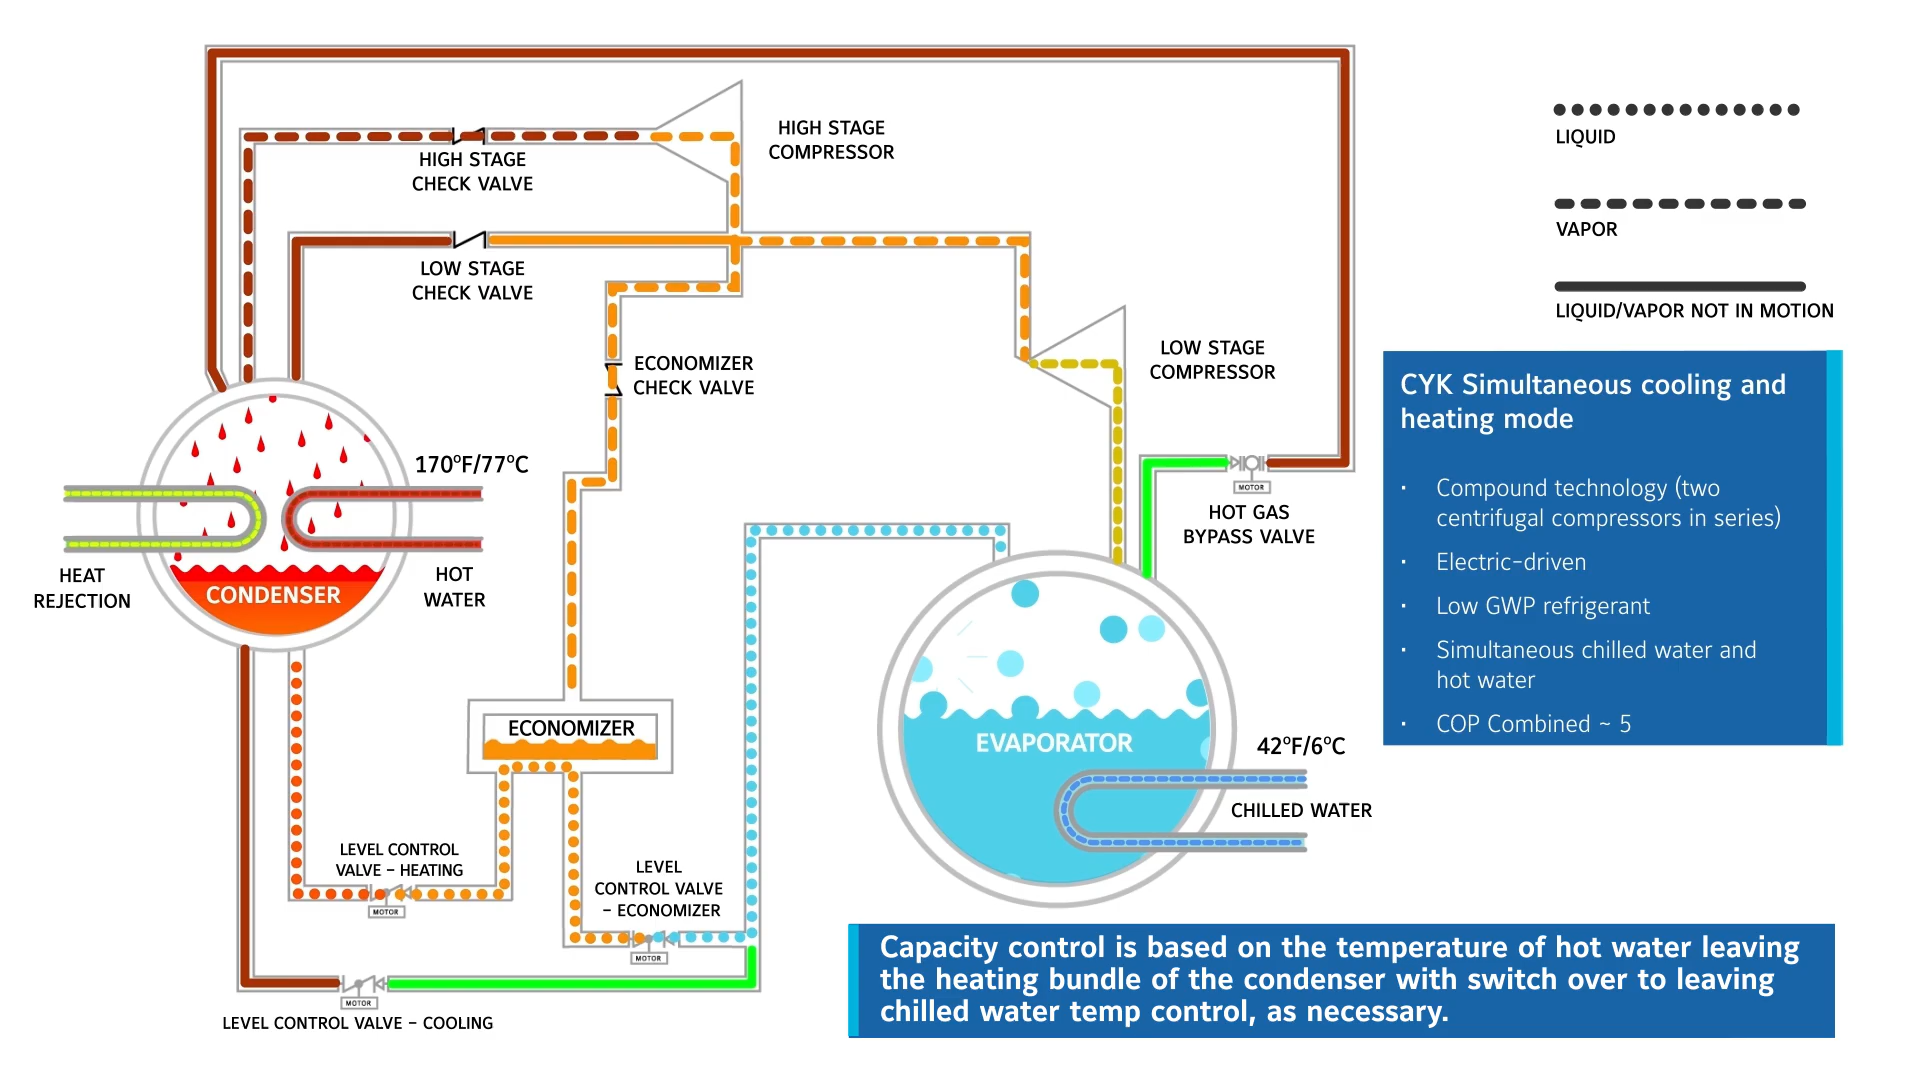 HIGH STAGE
COMPRESSOR
HIGH STAGE
CHECK VALVE
LOW STAGE
CHECK VALVE
ECONOMIZER
CHECK VALVE
LOW STAGE
COMPRESSOR
LIQUID
VAPOR
LIQUID/VAPOR NOT IN MOTION
CYK Simultaneous cooling and
heating mode
· Compound technology (two
centrifugal compressors in series)
· Electric-driven
· Low GWP refrigerant
· Simultaneous chilled water and
hot water
· COP Combined ~ 5
170°F/77°C
HEAT
REJECTION
CONDENSER
HOT
WATER
MOTOR
HOT GAS
BYPASS VALVE
ECONOMIZER
EVAPORATOR
42°F/6°C
CHILLED WATER
LEVEL CONTROL
VALVE – HEATING
MOTOR
LEVEL
CONTROL VALVE
– ECONOMIZER
MOTOR
MOTOR
LEVEL CONTROL VALVE – COOLING
Capacity control is based on the temperature of hot water leaving
the heating bundle of the condenser with switch over to leaving
chilled water temp control, as necessary.